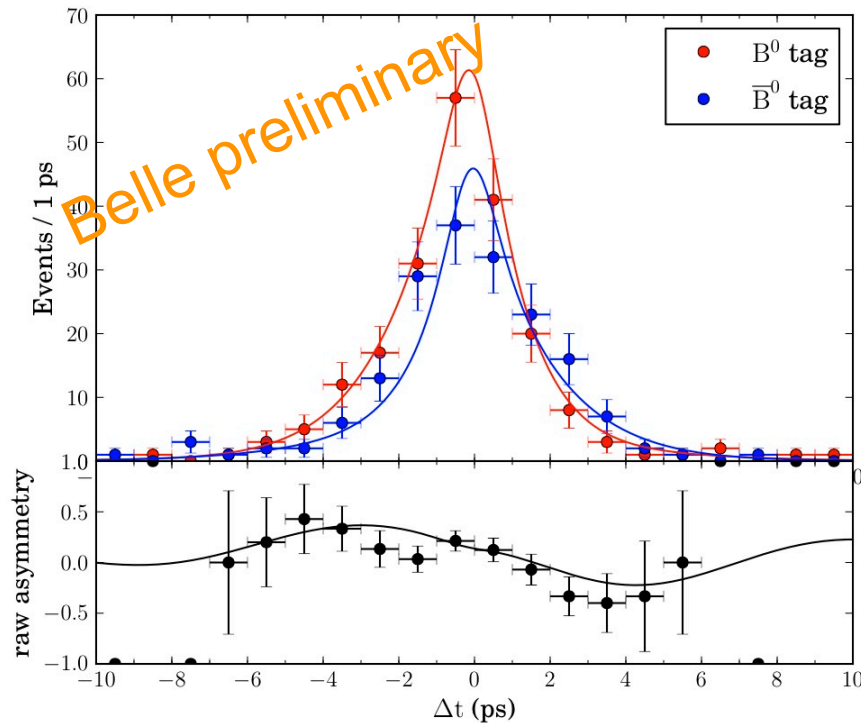 70
60
50
40
30
20
10
Events / 1 ps
Belle preliminary
B⁰ tag
B̅⁰ tag
1.0
0.5
0.0
−0.5
−1.0
raw asymmetry
−10 −8 −6 −4 −2 0 2 4 6 8 10
Δt (ps)